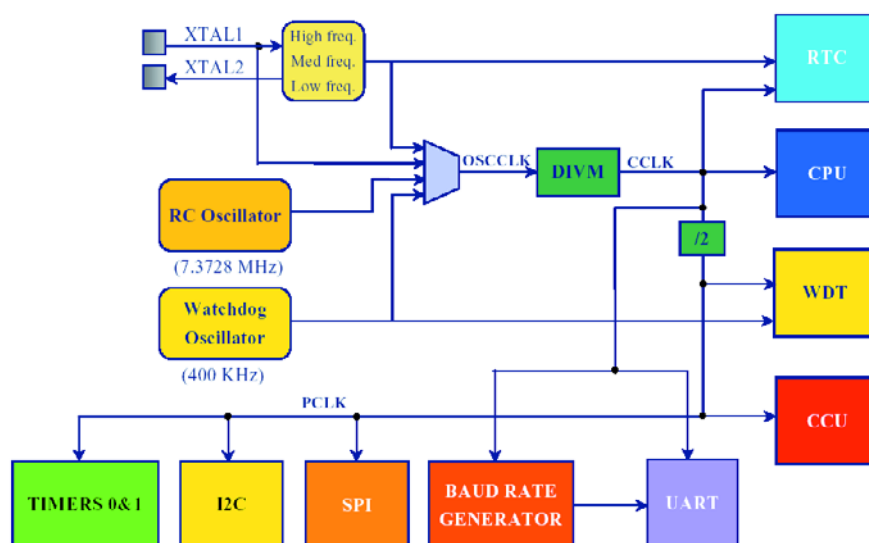 XTAL1
XTAL2
High freq.
Med freq.
Low freq.
RTC
OSCCLK
DIVM
CCLK
CPU
RC Oscillator
(7.3728 MHz)
/2
WDT
Watchdog
Oscillator
(400 KHz)
PCLK
CCU
TIMERS 0&1
I2C
SPI
BAUD RATE
GENERATOR
UART